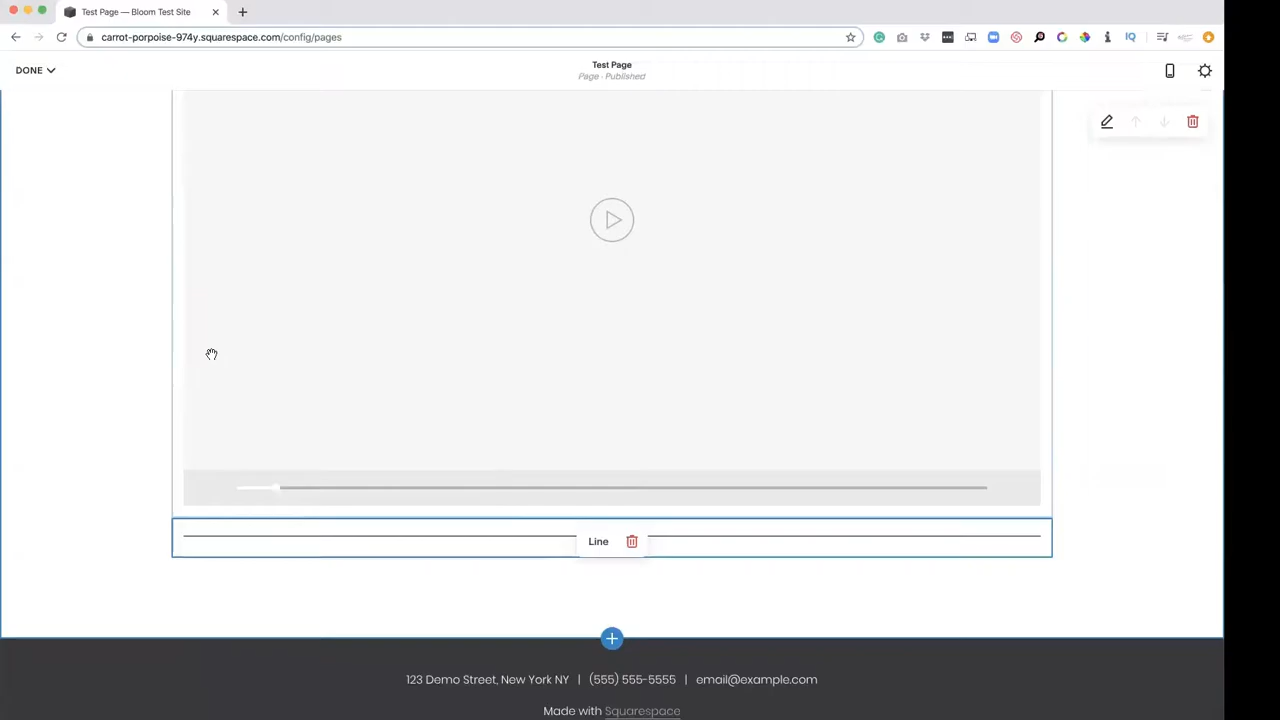 Test Page — Bloom Test Site
carrot-porpoise-974y.squarespace.com/config/pages
IQ
DONE
Test Page
Page · Published
Line
123 Demo Street, New York NY | (555) 555-5555 | email@example.com
Made with Squarespace